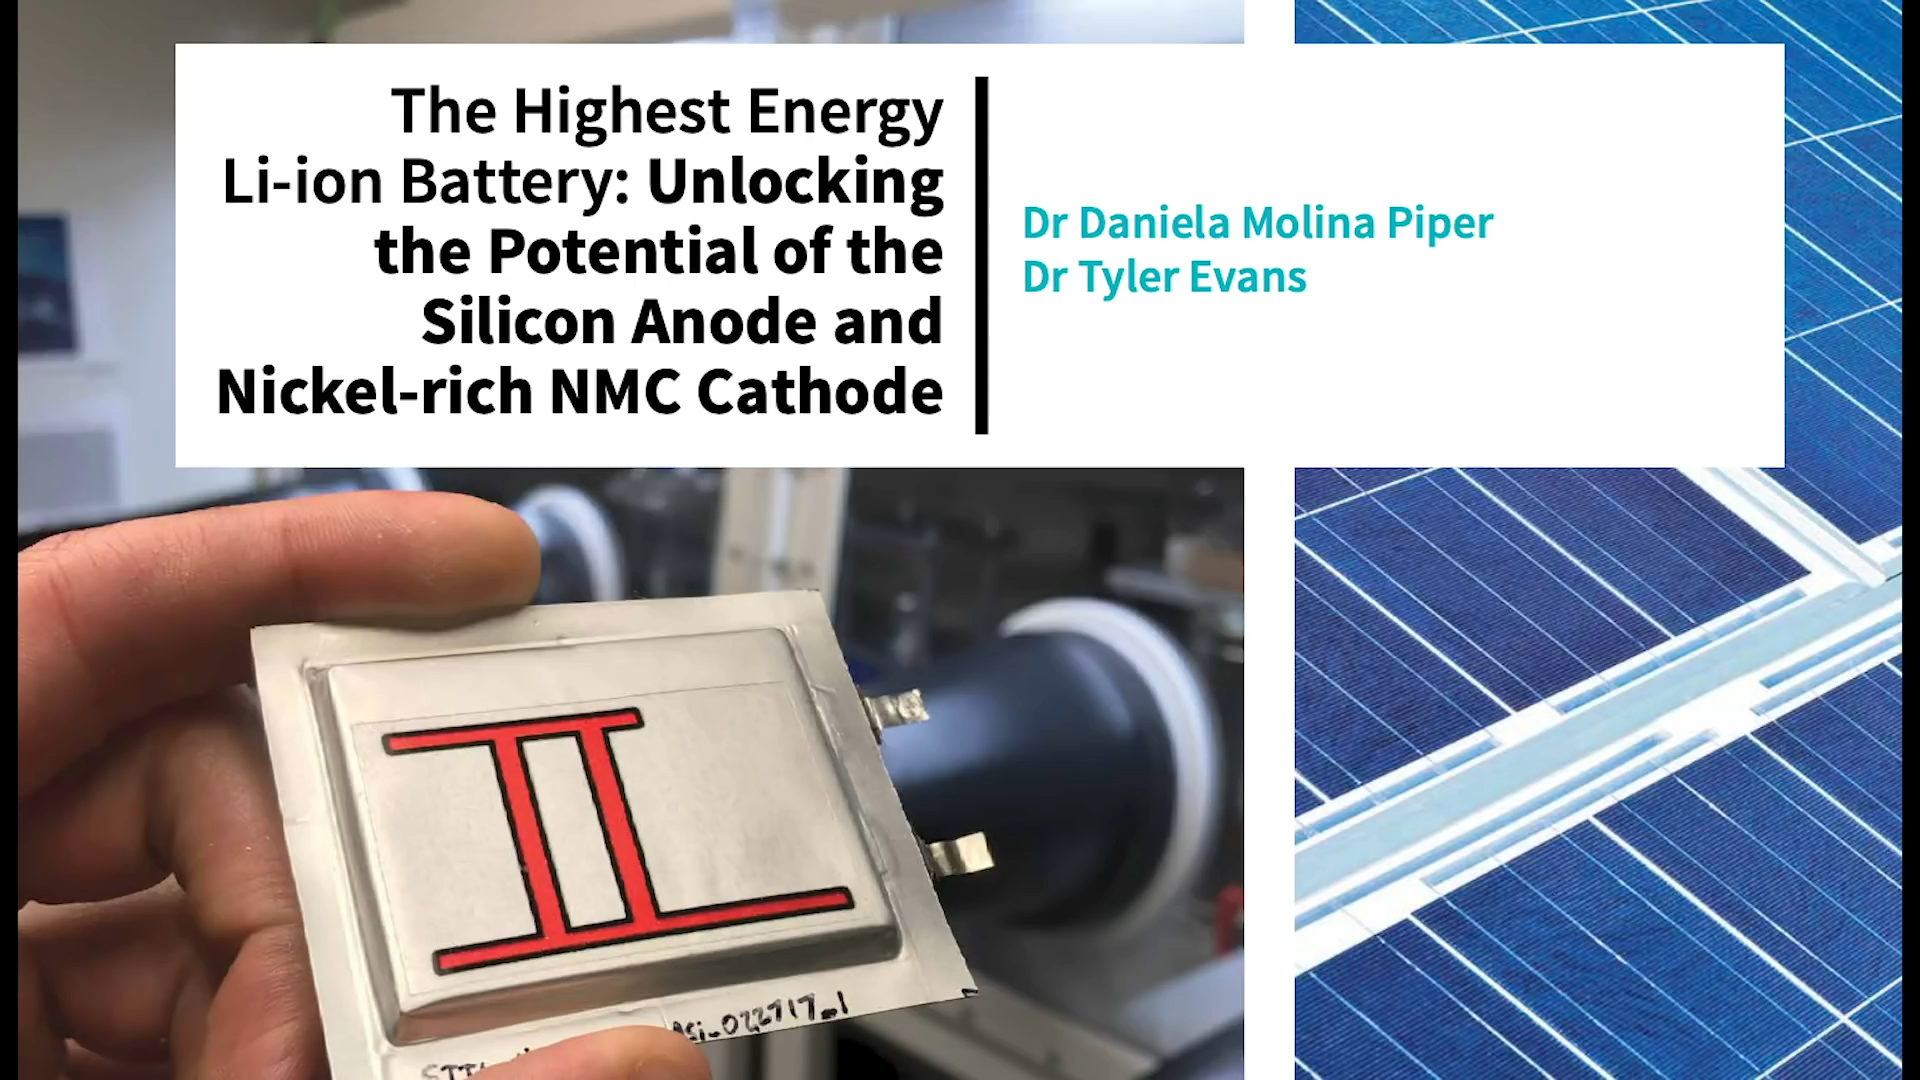 The Highest Energy
Li-ion Battery: Unlocking
the Potential of the
Silicon Anode and
Nickel-rich NMC Cathode
Dr Daniela Molina Piper
Dr Tyler Evans